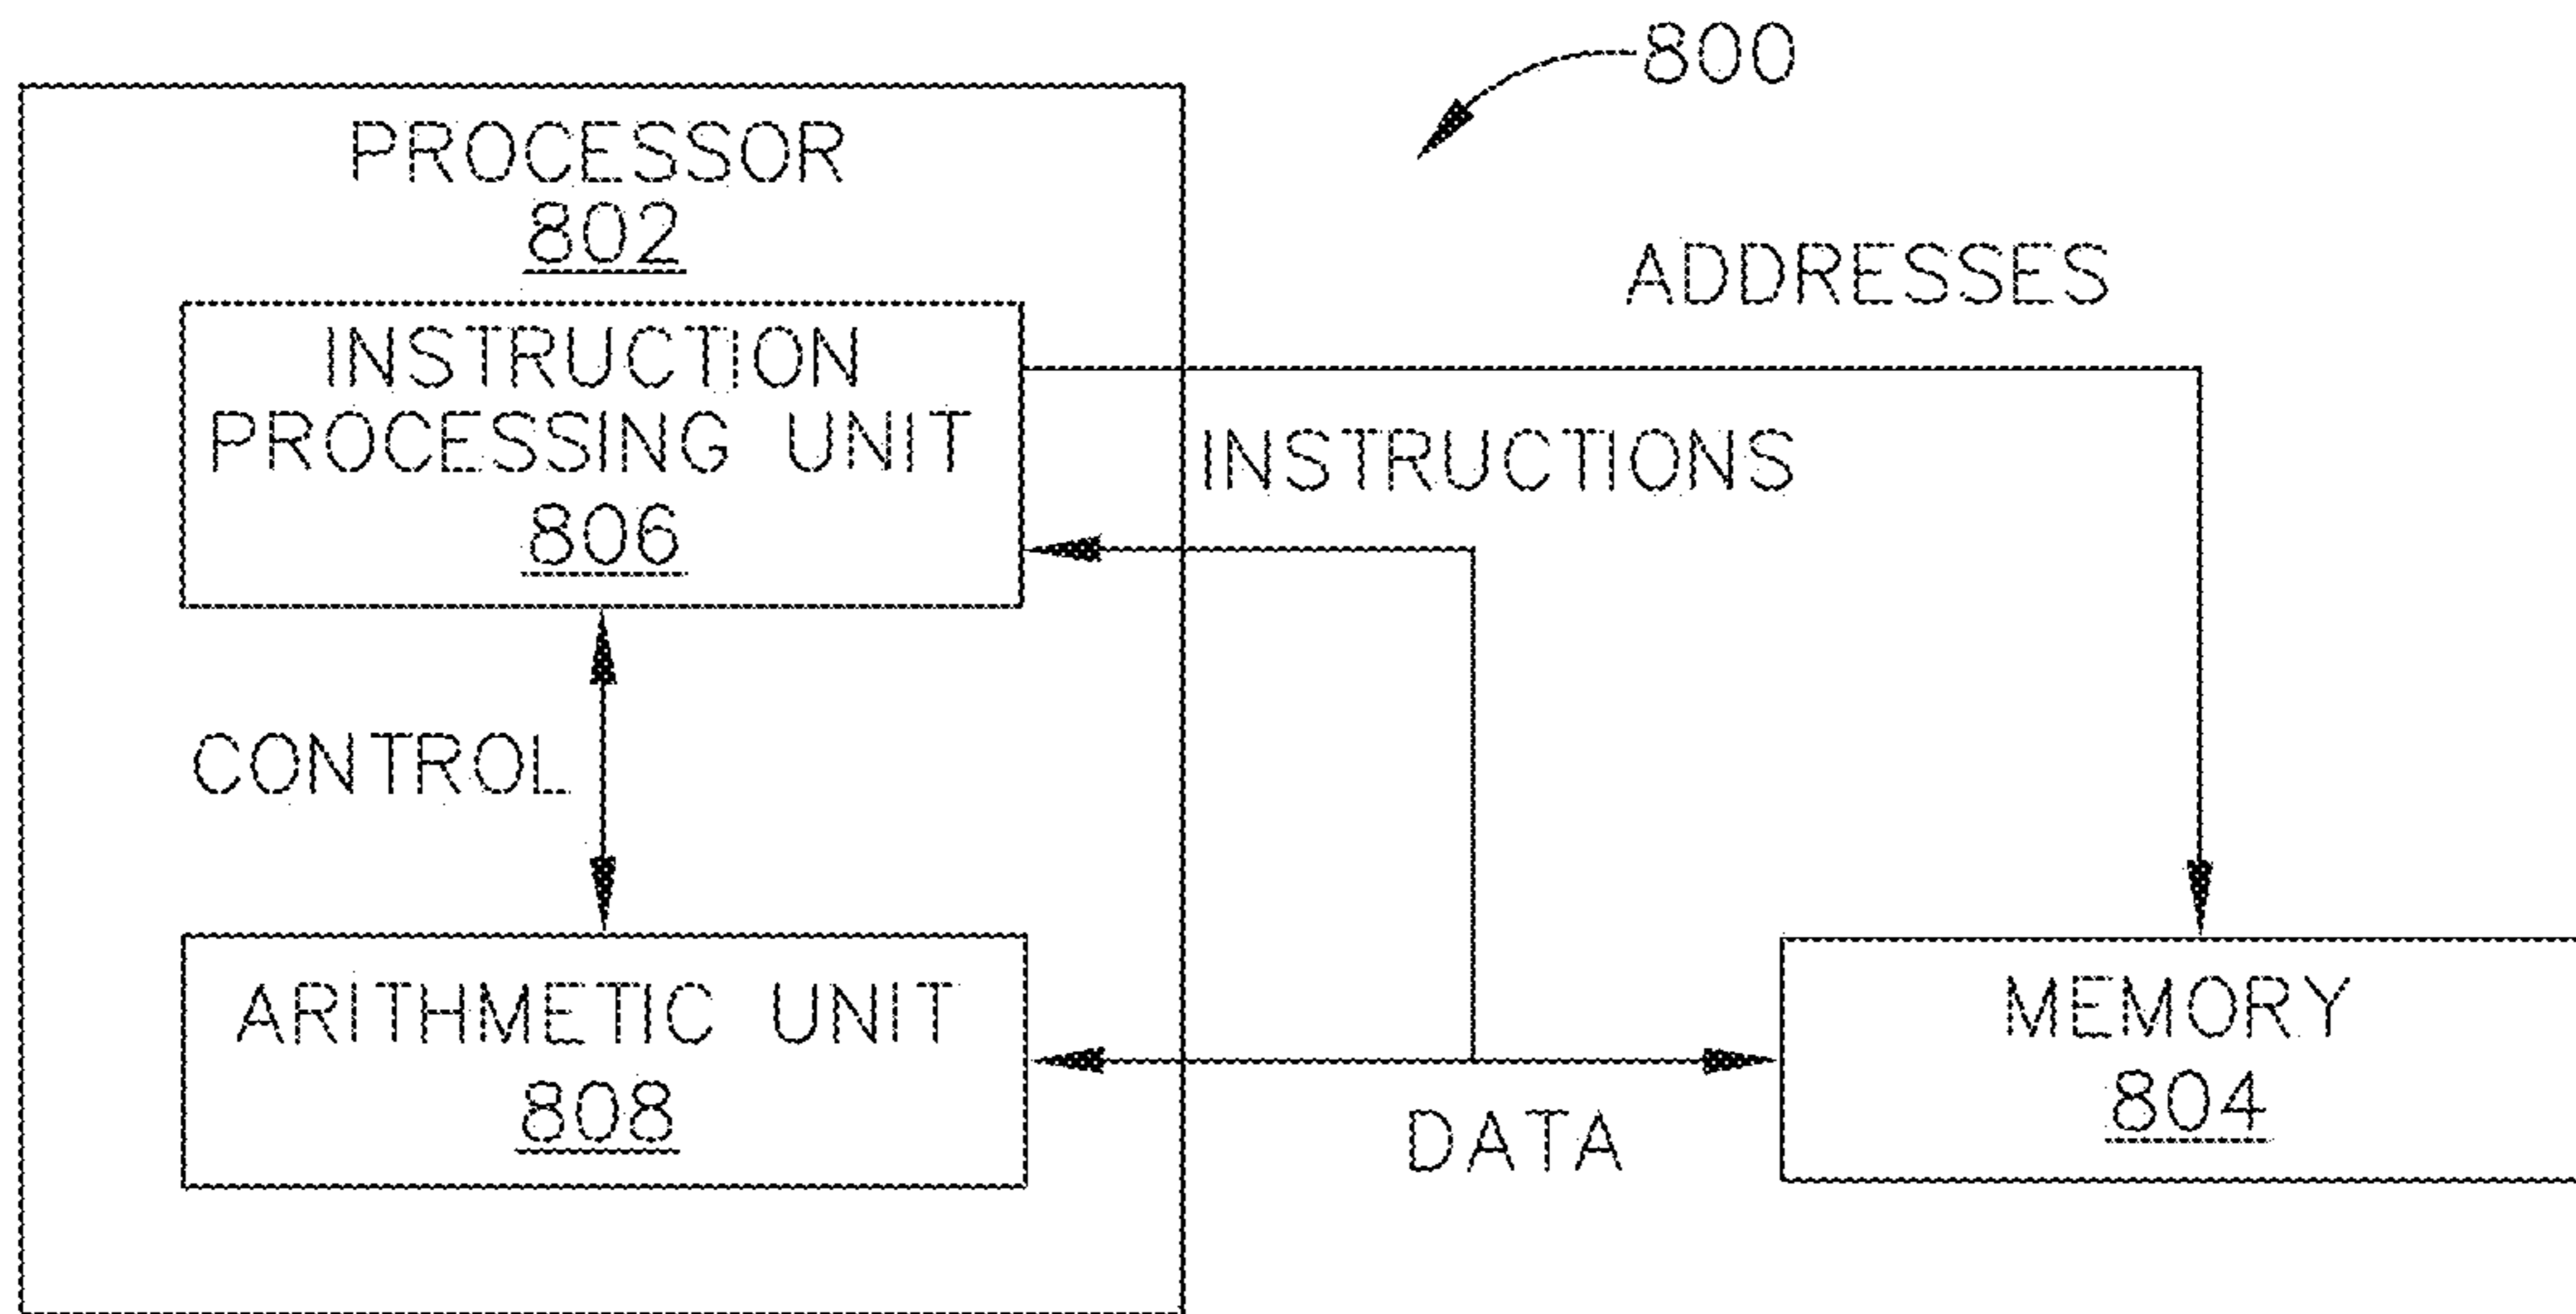 800
PROCESSOR
802
ADDRESSES
INSTRUCTION
PROCESSING UNIT
806
INSTRUCTIONS
CONTROL
ARITHMETIC UNIT
808
DATA
MEMORY
804